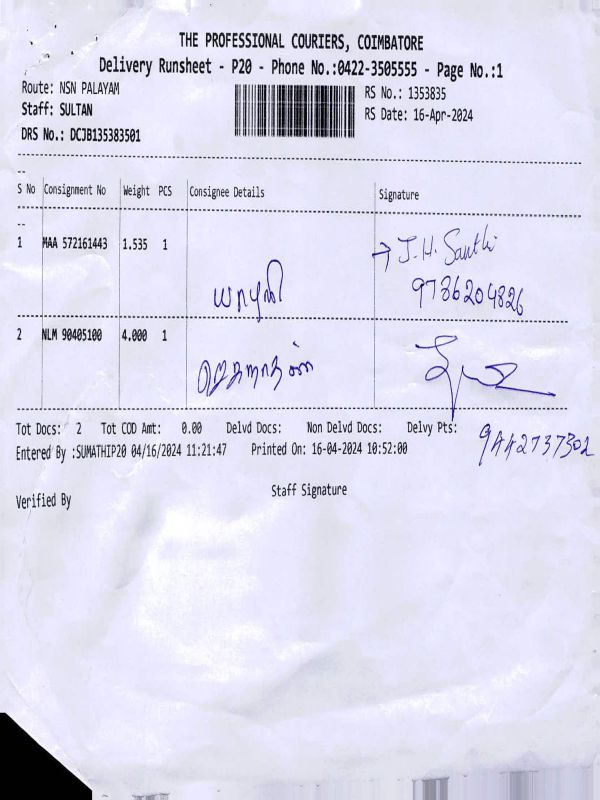 THE PROFESSIONAL COURIERS, COIMBATORE
Delivery Runsheet - P20 - Phone No.:0422-3505555 - Page No.:1
Route: NSN PALAYAM
RS No.: 1353835
Staff: SULTAN
RS Date: 16-Apr-2024
DRS No.: DCJB135383501
S No Consignment No Weight PCS Consignee Details Signature
1 MAA 572161443 1.535 1 → J.H. Santhi
யாழினி 9786204826
2 NLM 90405100 4.000 1
ஜெகநாதன்
Tot Docs: 2 Tot COD Amt: 0.00 Delvd Docs: Non Delvd Docs: Delvy Pts:
9442737302
Entered By :SUMATHIP20 04/16/2024 11:21:47 Printed On: 16-04-2024 10:52:00
Staff Signature
Verified By